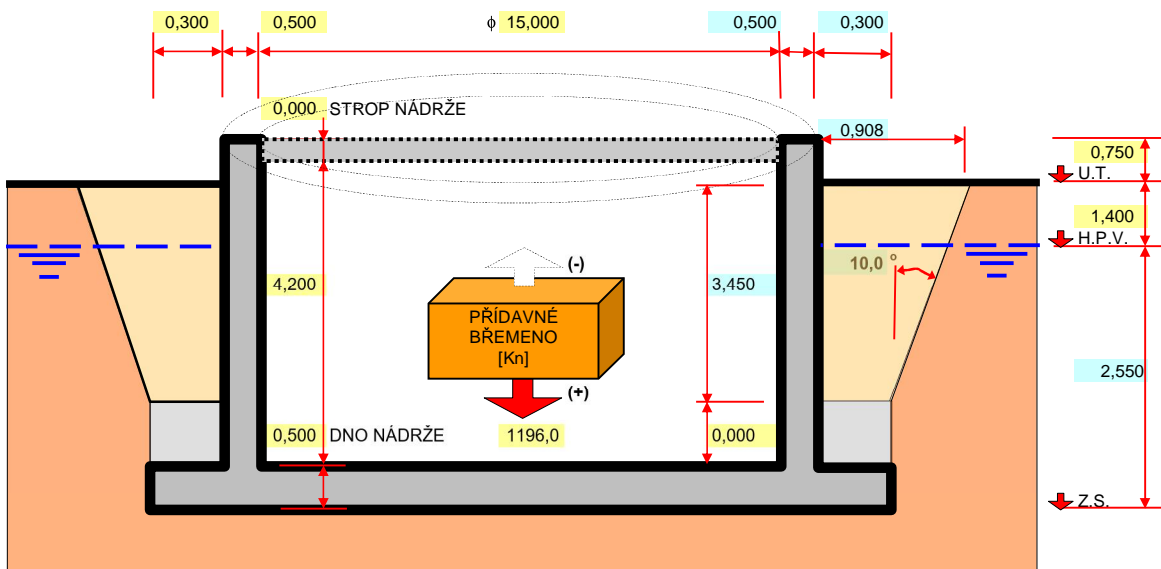 0,300 0,500 ϕ 15,000 0,500 0,300
0,000 STROP NÁDRŽE
0,908
0,750
U.T.
1,400
H.P.V.
10,0 °
(-)
4,200
3,450
PŘÍDAVNÉ
BŘEMENO
[Kn]
2,550
(+)
0,500 DNO NÁDRŽE 1196,0 0,000
Z.S.